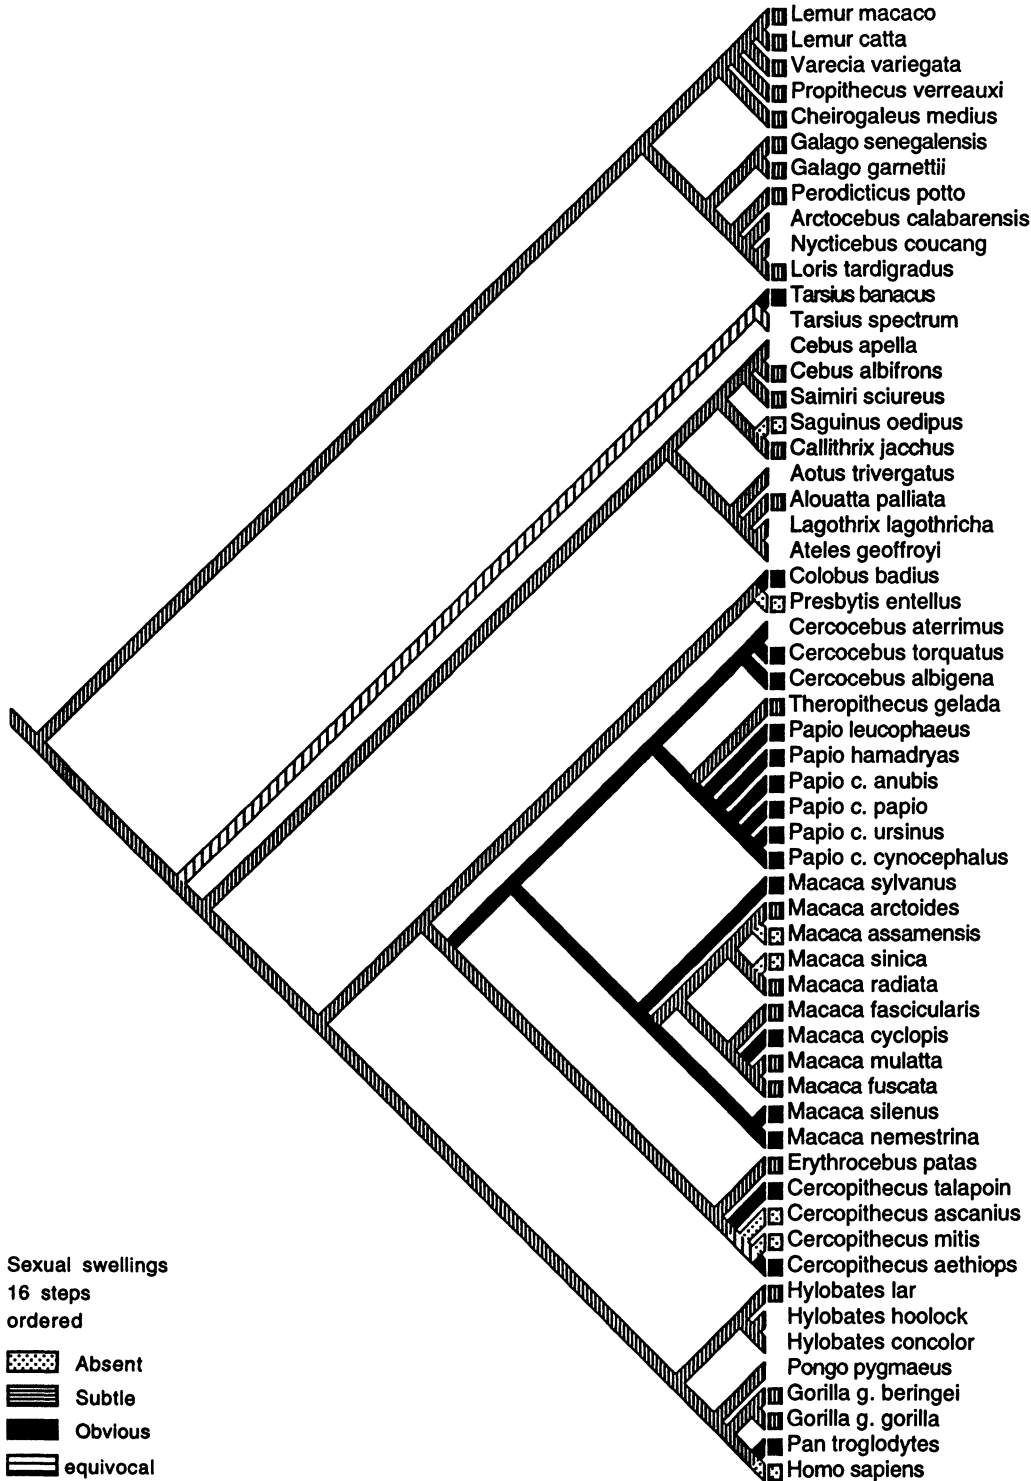 Lemur macaco
Lemur catta
Varecia variegata
Propithecus verreauxi
Cheirogaleus medius
Galago senegalensis
Galago garnettii
Perodicticus potto
Arctocebus calabarensis
Nycticebus coucang
Loris tardigradus
Tarsius banacus
Tarsius spectrum
Cebus apella
Cebus albifrons
Saimiri sciureus
Saguinus oedipus
Callithrix jacchus
Aotus trivergatus
Alouatta palliata
Lagothrix lagothricha
Ateles geoffroyi
Colobus badius
Presbytis entellus
Cercocebus aterrimus
Cercocebus torquatus
Cercocebus albigena
Theropithecus gelada
Papio leucophaeus
Papio hamadryas
Papio c. anubis
Papio c. papio
Papio c. ursinus
Papio c. cynocephalus
Macaca sylvanus
Macaca arctoides
Macaca assamensis
Macaca sinica
Macaca radiata
Macaca fascicularis
Macaca cyclopis
Macaca mulatta
Macaca fuscata
Macaca silenus
Macaca nemestrina
Erythrocebus patas
Cercopithecus talapoin
Cercopithecus ascanius
Cercopithecus mitis
Cercopithecus aethiops
Hylobates lar
Hylobates hoolock
Hylobates concolor
Pongo pygmaeus
Gorilla g. beringei
Gorilla g. gorilla
Pan troglodytes
Homo sapiens
Sexual swellings
16 steps
ordered
Absent
Subtle
Obvious
equivocal